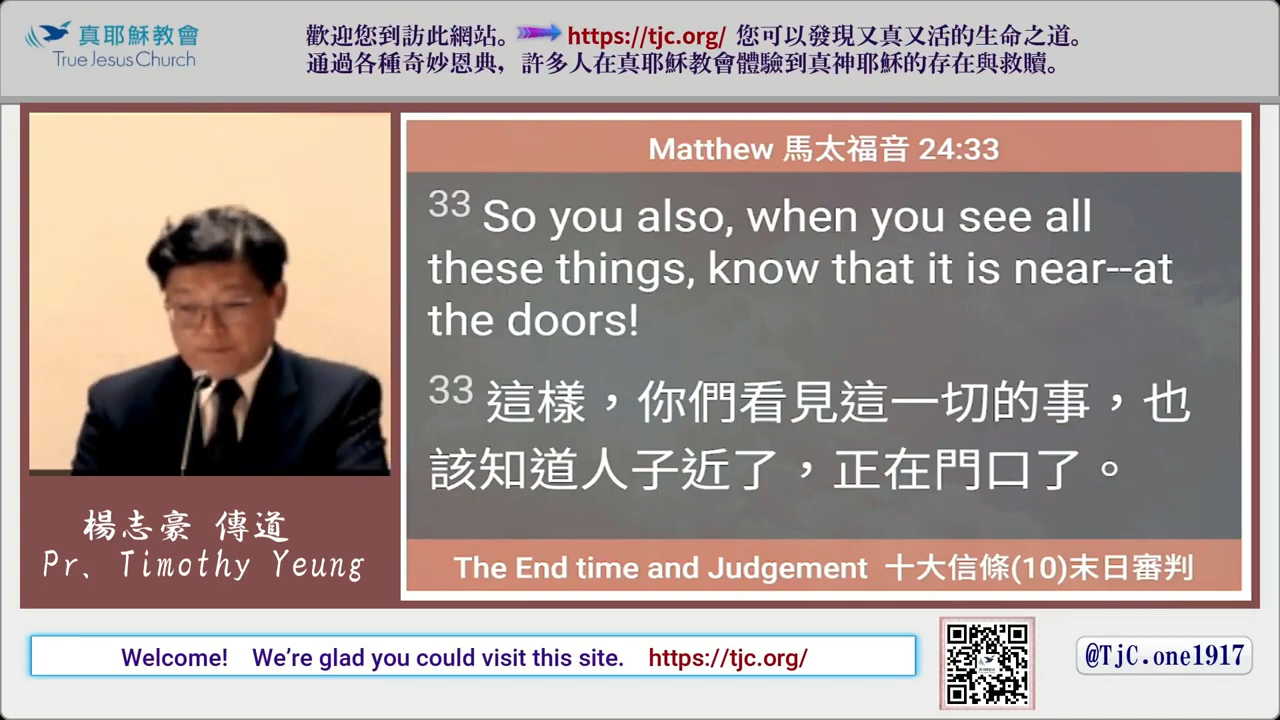 真耶穌教會
True Jesus Church
歡迎您到訪此網站。 https://tjc.org/ 您可以發現又真又活的生命之道。
通過各種奇妙恩典，許多人在真耶穌教會體驗到真神耶穌的存在與救贖。
Matthew 馬太福音 24:33
33 So you also, when you see all
these things, know that it is near--at
the doors!
33 這樣，你們看見這一切的事，也
該知道人子近了，正在門口了。
The End time and Judgement 十大信條(10)末日審判
楊志豪 傳道
Pr. Timothy Yeung
Welcome! We’re glad you could visit this site. https://tjc.org/
@TjC.one1917